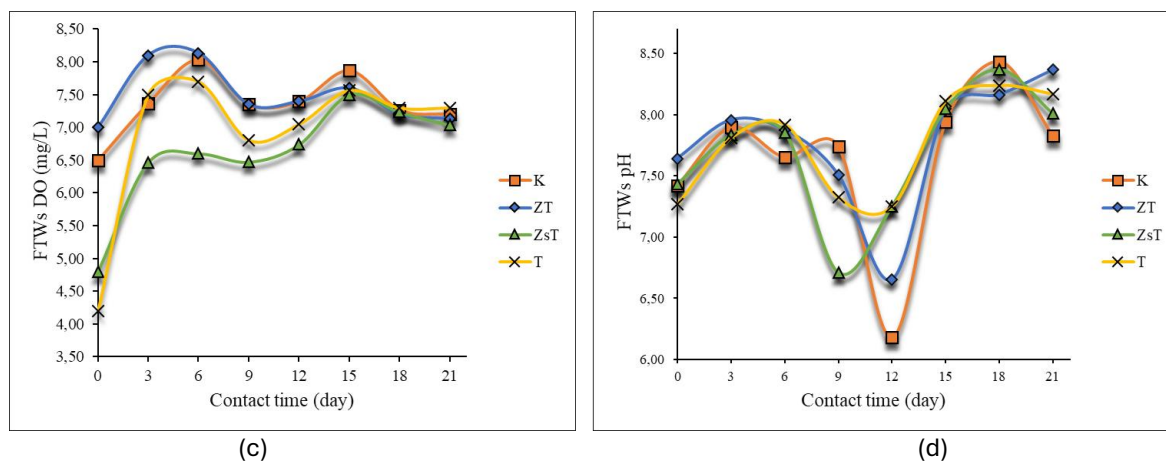 8.50
8.00
7.50
7.00
6.50
6.00
5.50
5.00
4.50
4.00
3.50
FTWs DO (mg/L)
0 3 6 9 12 15 18 21
Contact time (day)
K
ZT
ZsT
T
(c)
8.50
8.00
7.50
7.00
6.50
6.00
FTWs pH
0 3 6 9 12 15 18 21
Contact time (day)
K
ZT
ZsT
T
(d)